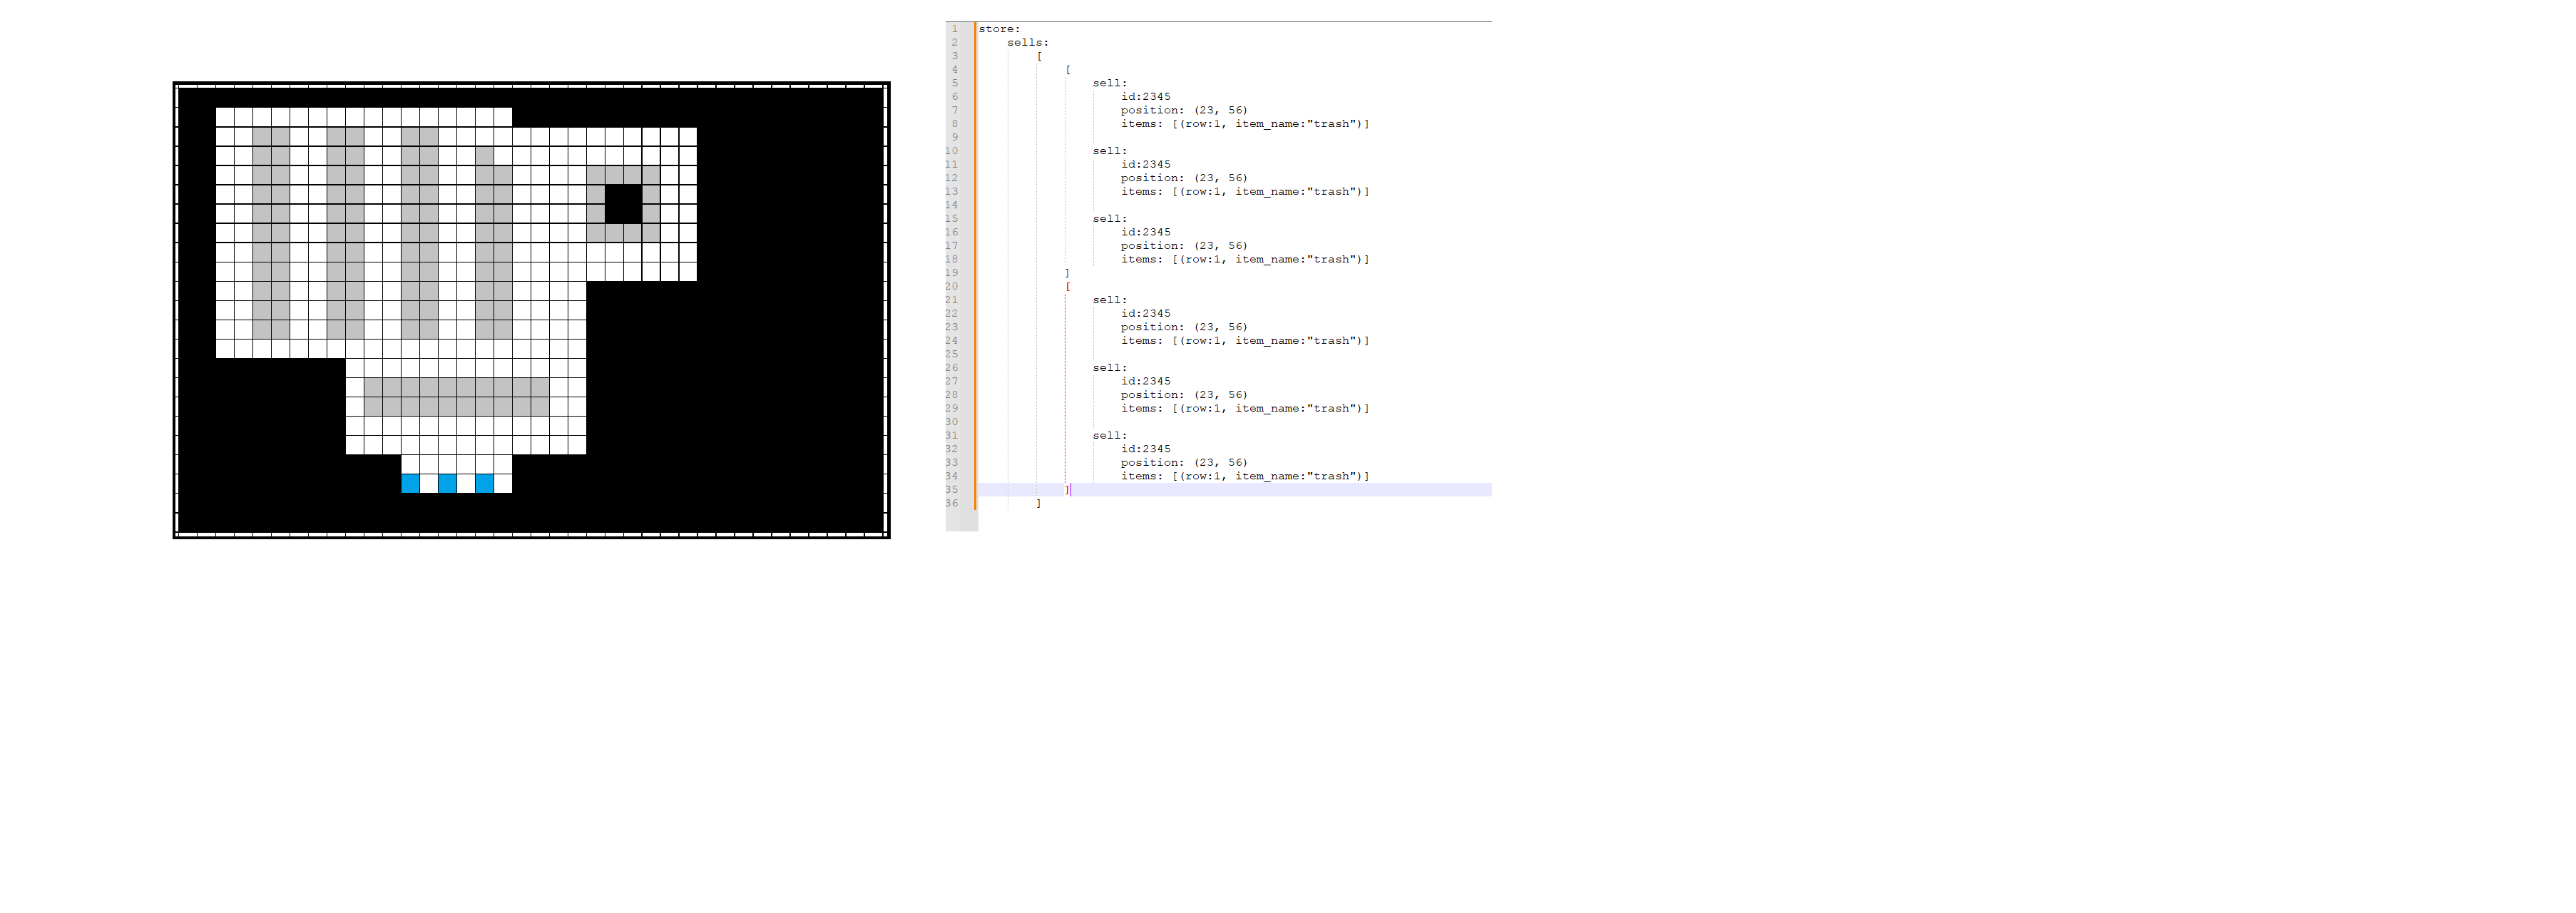 1 store:
2 sells:
3 [
4 [
5 sell:
6 id:2345
7 position: (23, 56)
8 items: [(row:1, item_name:"trash")]
9
10 sell:
11 id:2345
12 position: (23, 56)
13 items: [(row:1, item_name:"trash")]
14
15 sell:
16 id:2345
17 position: (23, 56)
18 items: [(row:1, item_name:"trash")]
19 ]
20 [
21 sell:
22 id:2345
23 position: (23, 56)
24 items: [(row:1, item_name:"trash")]
25
26 sell:
27 id:2345
28 position: (23, 56)
29 items: [(row:1, item_name:"trash")]
30
31 sell:
32 id:2345
33 position: (23, 56)
34 items: [(row:1, item_name:"trash")]
35 ]
36 ]